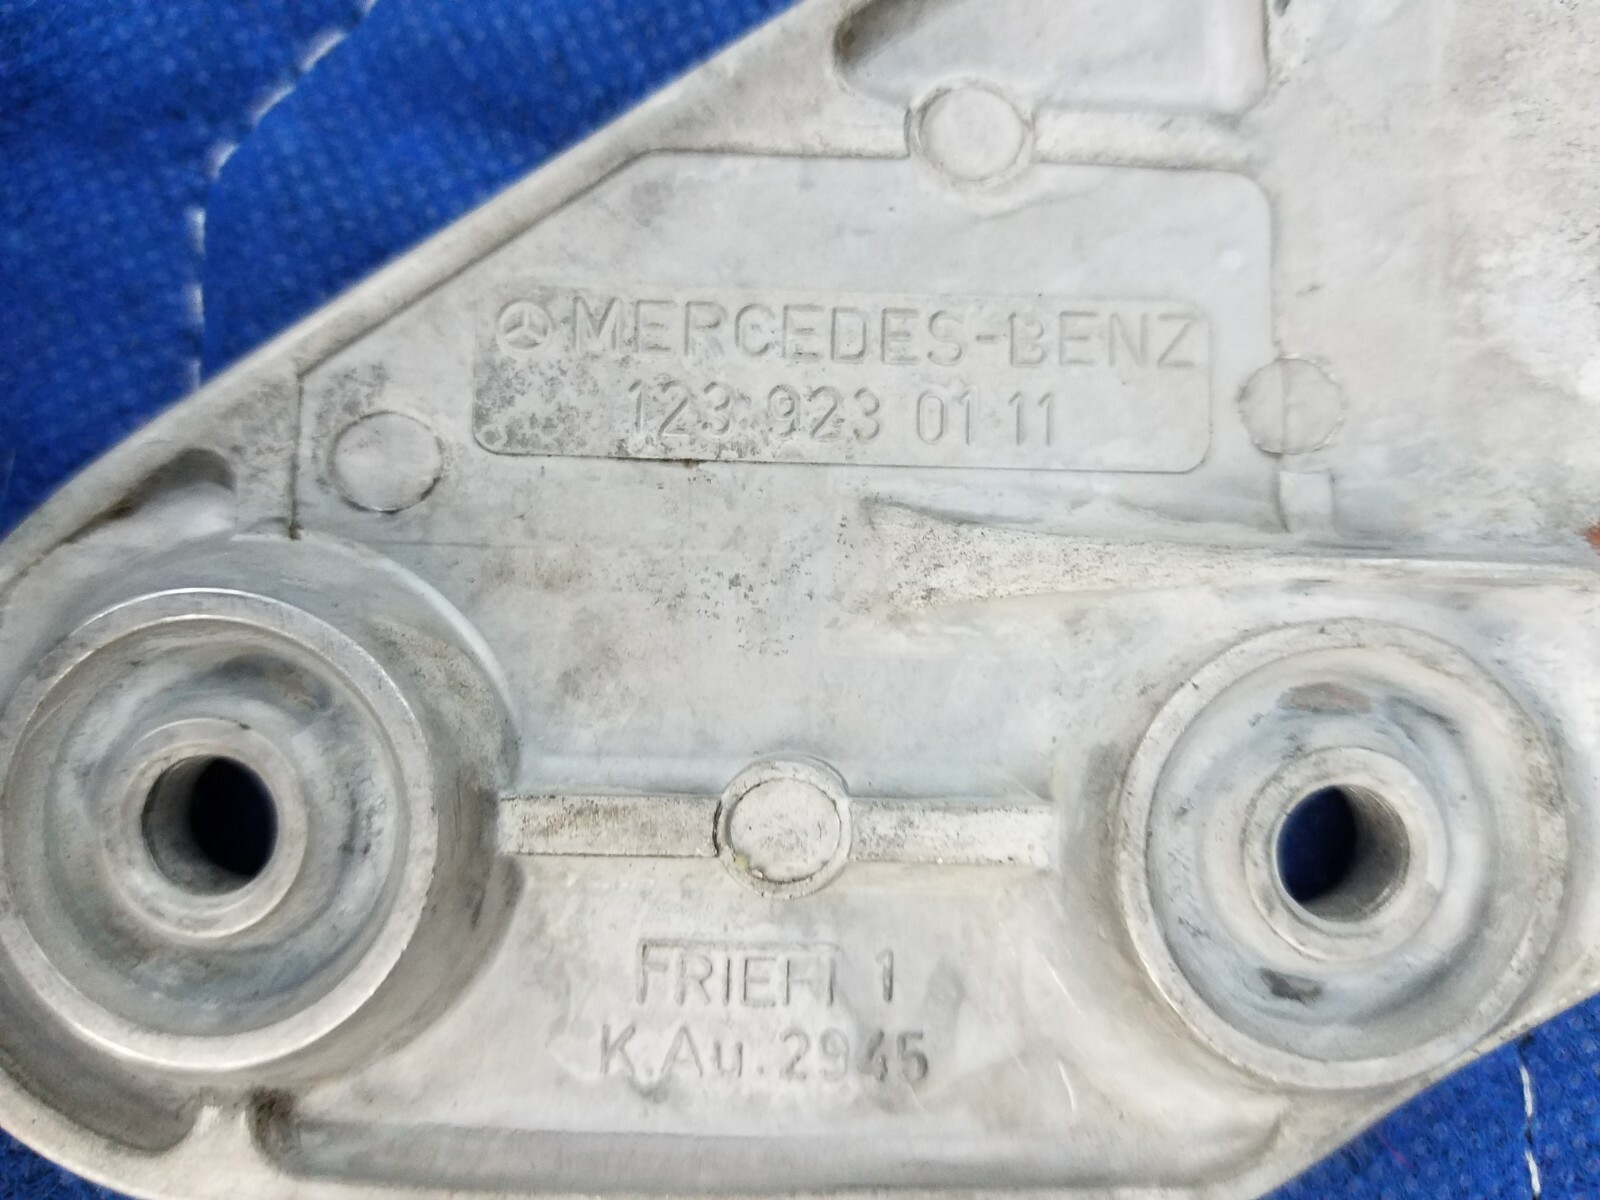 MERCEDES-BENZ
123 923 01 11
FRIEFI 1
K.Au.2945